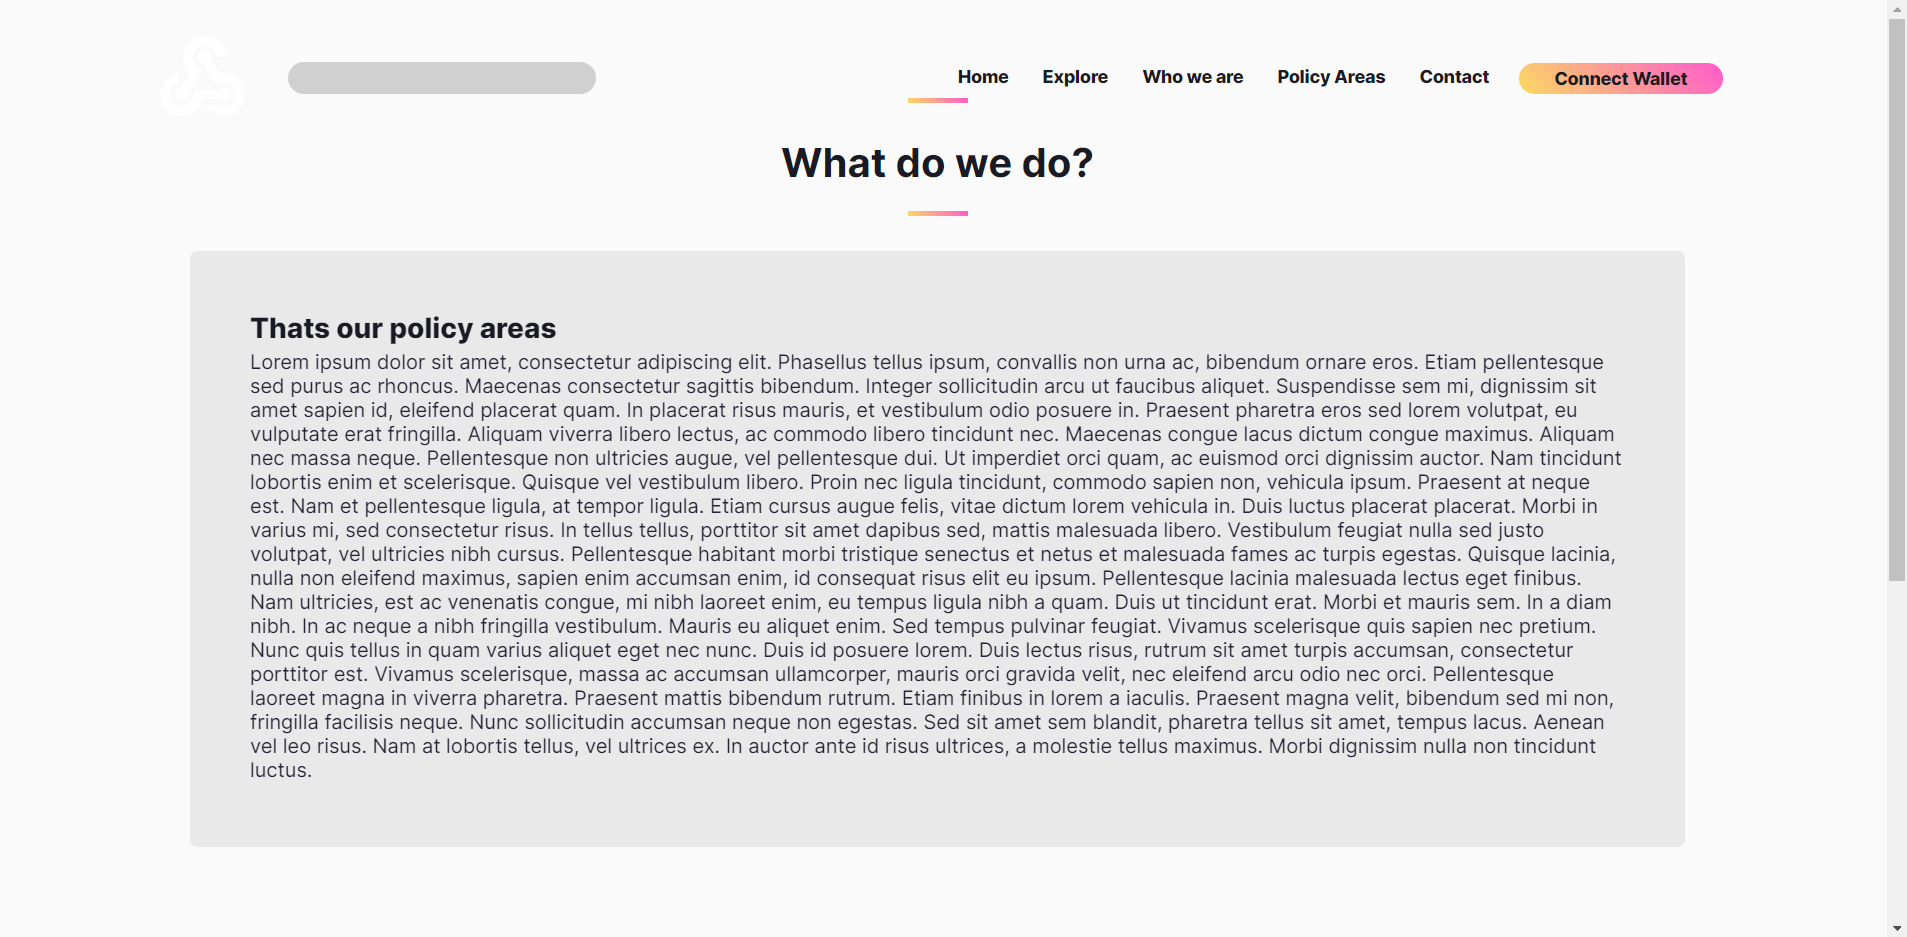 Home Explore Who we are Policy Areas Contact Connect Wallet
What do we do?
Thats our policy areas
Lorem ipsum dolor sit amet, consectetur adipiscing elit. Phasellus tellus ipsum, convallis non urna ac, bibendum ornare eros. Etiam pellentesque
sed purus ac rhoncus. Maecenas consectetur sagittis bibendum. Integer sollicitudin arcu ut faucibus aliquet. Suspendisse sem mi, dignissim sit
amet sapien id, eleifend placerat quam. In placerat risus mauris, et vestibulum odio posuere in. Praesent pharetra eros sed lorem volutpat, eu
vulputate erat fringilla. Aliquam viverra libero lectus, ac commodo libero tincidunt nec. Maecenas congue lacus dictum congue maximus. Aliquam
nec massa neque. Pellentesque non ultricies augue, vel pellentesque dui. Ut imperdiet orci quam, ac euismod orci dignissim auctor. Nam tincidunt
lobortis enim et scelerisque. Quisque vel vestibulum libero. Proin nec ligula tincidunt, commodo sapien non, vehicula ipsum. Praesent at neque
est. Nam et pellentesque ligula, at tempor ligula. Etiam cursus augue felis, vitae dictum lorem vehicula in. Duis luctus placerat placerat. Morbi in
varius mi, sed consectetur risus. In tellus tellus, porttitor sit amet dapibus sed, mattis malesuada libero. Vestibulum feugiat nulla sed justo
volutpat, vel ultricies nibh cursus. Pellentesque habitant morbi tristique senectus et netus et malesuada fames ac turpis egestas. Quisque lacinia,
nulla non eleifend maximus, sapien enim accumsan enim, id consequat risus elit eu ipsum. Pellentesque lacinia malesuada lectus eget finibus.
Nam ultricies, est ac venenatis congue, mi nibh laoreet enim, eu tempus ligula nibh a quam. Duis ut tincidunt erat. Morbi et mauris sem. In a diam
nibh. In ac neque a nibh fringilla vestibulum. Mauris eu aliquet enim. Sed tempus pulvinar feugiat. Vivamus scelerisque quis sapien nec pretium.
Nunc quis tellus in quam varius aliquet eget nec nunc. Duis id posuere lorem. Duis lectus risus, rutrum sit amet turpis accumsan, consectetur
porttitor est. Vivamus scelerisque, massa ac accumsan ullamcorper, mauris orci gravida velit, nec eleifend arcu odio nec orci. Pellentesque
laoreet magna in viverra pharetra. Praesent mattis bibendum rutrum. Etiam finibus in lorem a iaculis. Praesent magna velit, bibendum sed mi non,
fringilla facilisis neque. Nunc sollicitudin accumsan neque non egestas. Sed sit amet sem blandit, pharetra tellus sit amet, tempus lacus. Aenean
vel leo risus. Nam at lobortis tellus, vel ultrices ex. In auctor ante id risus ultrices, a molestie tellus maximus. Morbi dignissim nulla non tincidunt
luctus.